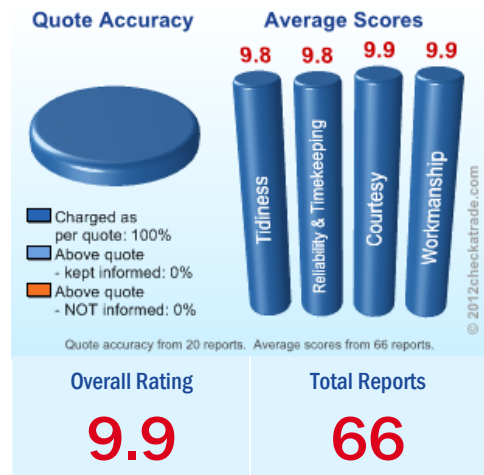 Quote Accuracy
Charged as
per quote: 100%
Above quote
- kept informed: 0%
Above quote
- NOT informed: 0%
Average Scores
9.8 9.8 9.9 9.9
Tidiness
Reliability & Timekeeping
Courtesy
Workmanship
© 2012checkatrade.com
Quote accuracy from 20 reports. Average scores from 66 reports.
Overall Rating
9.9
Total Reports
66